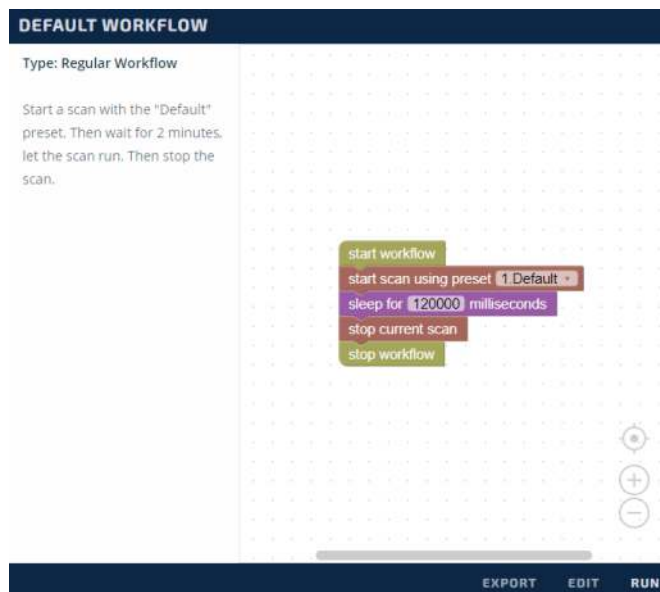 DEFAULT WORKFLOW
Type: Regular Workflow
Start a scan with the "Default"
preset. Then wait for 2 minutes,
let the scan run. Then stop the
scan.
start workflow
start scan using preset 1.Default
sleep for 120000 milliseconds
stop current scan
stop workflow
EXPORT EDIT RUN